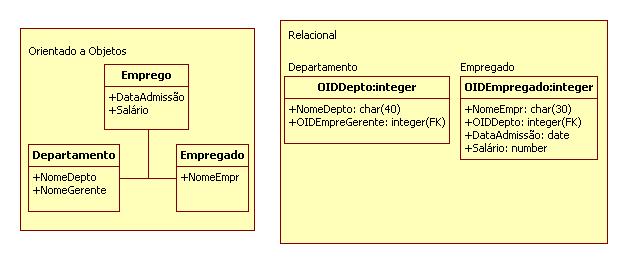 Orientado a Objetos
Emprego
+DataAdmissão
+Salário
Departamento
+NomeDepto
+NomeGerente
Empregado
+NomeEmpr
Relacional
Departamento
OIDDepto:integer
+NomeDepto: char(40)
+OIDEmpreGerente: integer(FK)
Empregado
OIDEmpregado:integer
+NomeEmpr: char(30)
+OIDDepto: integer(FK)
+DataAdmissão: date
+Salário: number